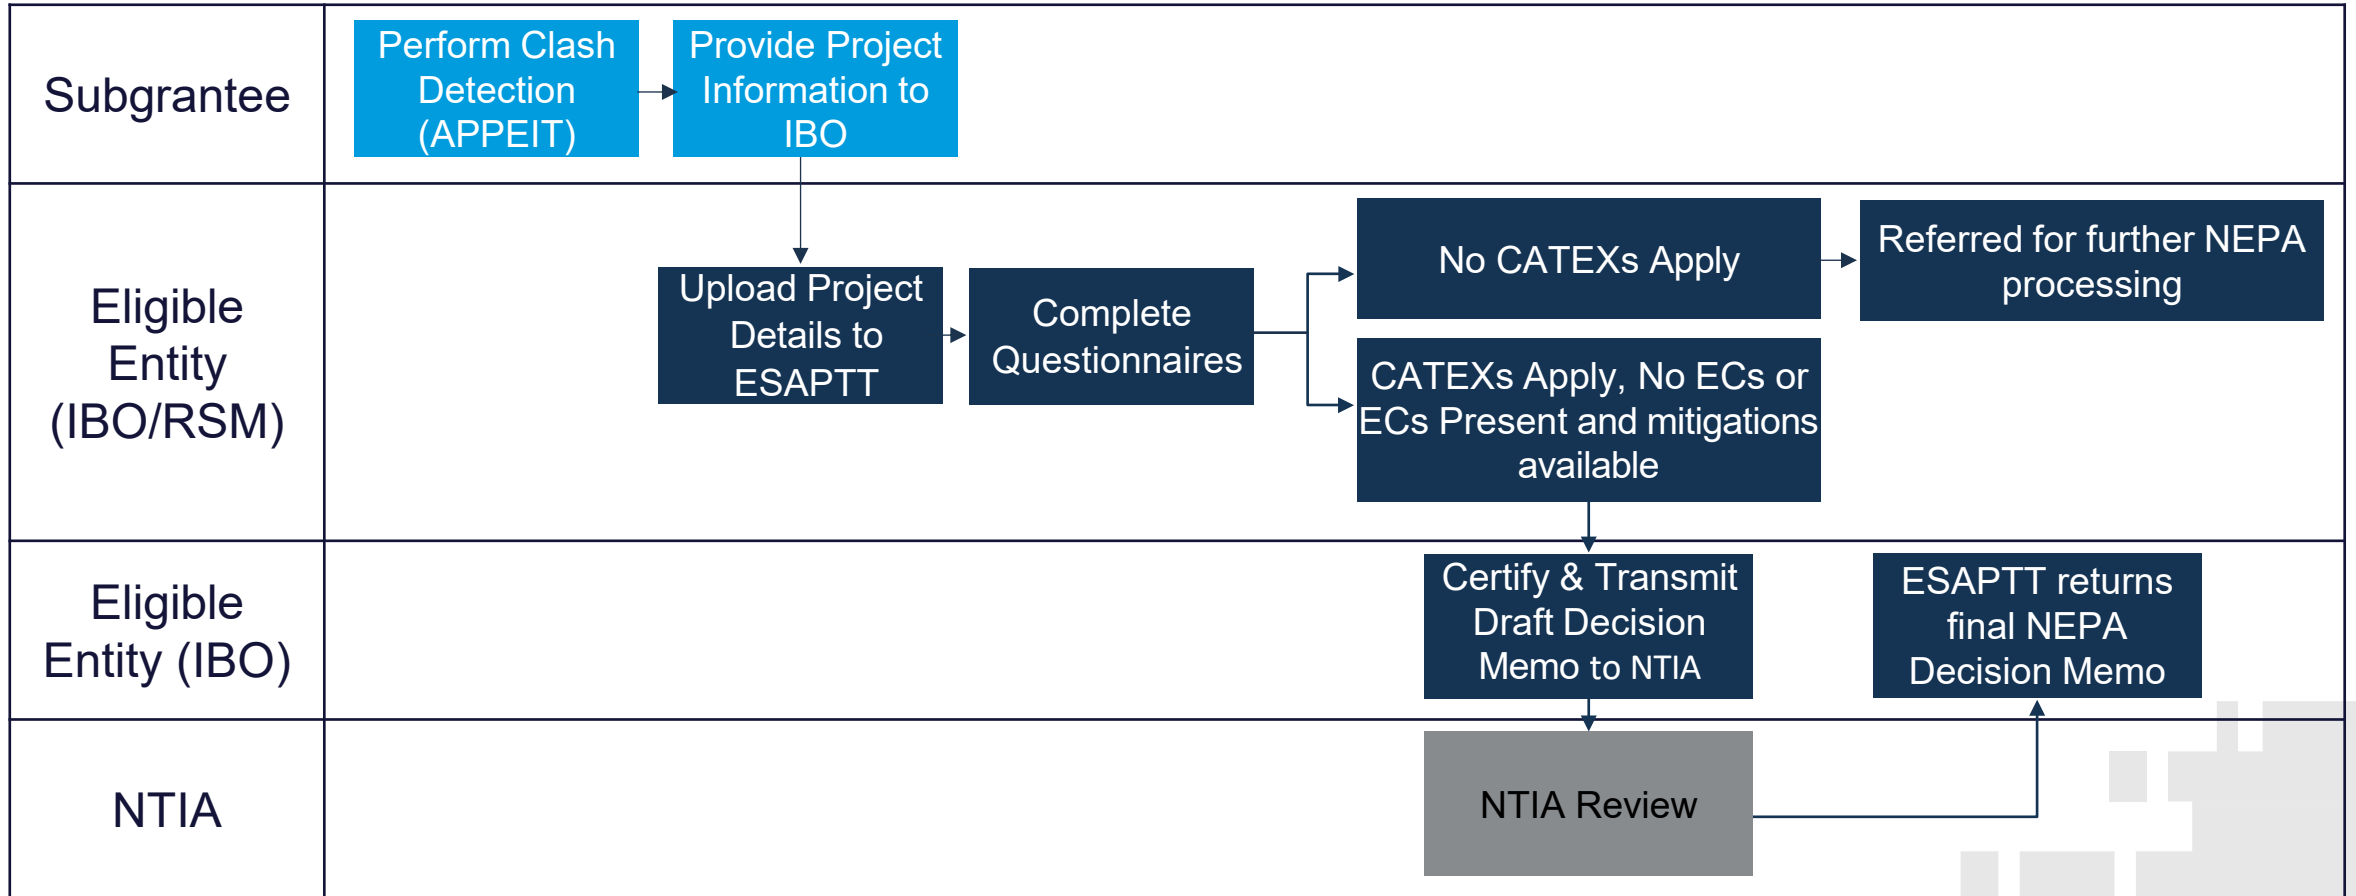 Subgrantee
Perform Clash
Detection
(APPEIT)
Provide Project
Information to
IBO
Eligible
Entity
(IBO/RSM)
Upload Project
Details to
ESAPTT
Complete
Questionnaires
No CATEXs Apply
Referred for further NEPA
processing
CATEXs Apply, No ECs or
ECs Present and mitigations
available
Eligible
Entity (IBO)
Certify & Transmit
Draft Decision
Memo to NTIA
ESAPTT returns
final NEPA
Decision Memo
NTIA
NTIA Review